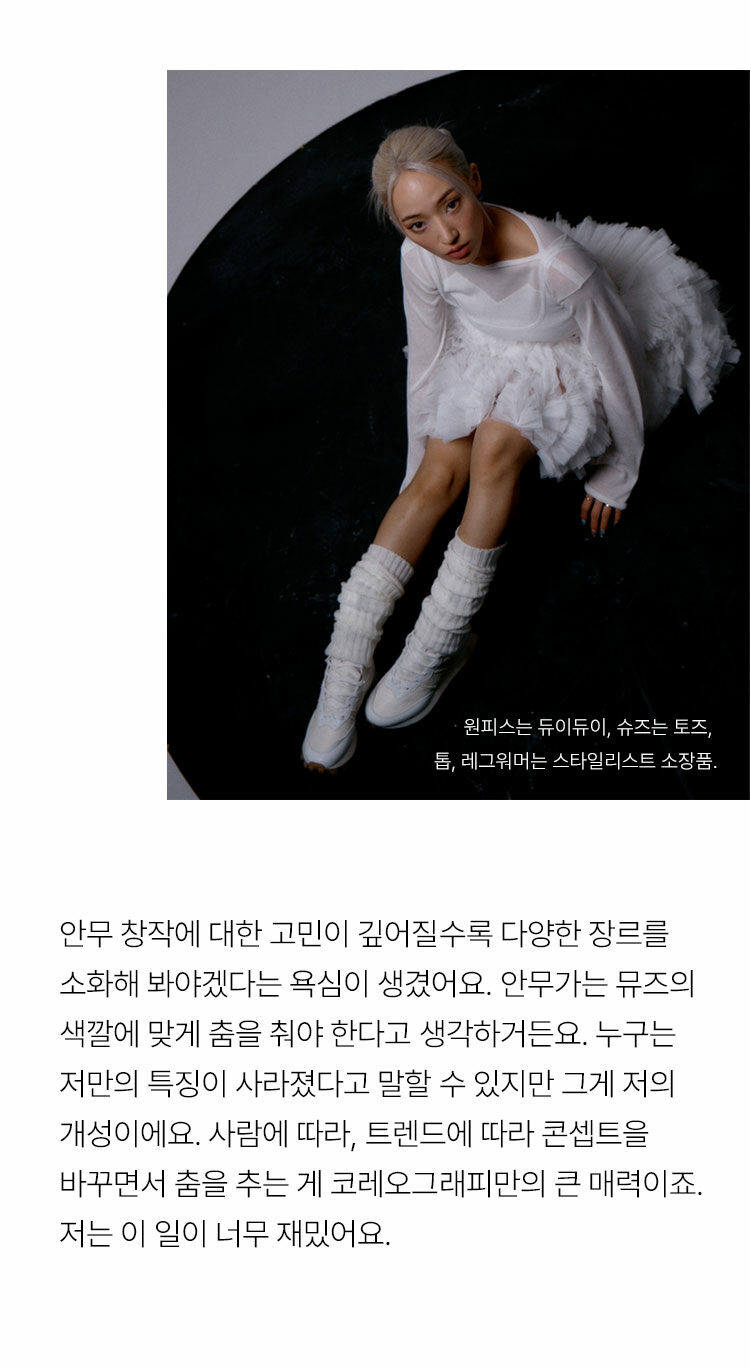 원피스는 듀이듀이, 슈즈는 토즈,
톱, 레그워머는 스타일리스트 소장품.
안무 창작에 대한 고민이 깊어질수록 다양한 장르를
소화해 봐야겠다는 욕심이 생겼어요. 안무가는 뮤즈의
색깔에 맞게 춤을 춰야 한다고 생각하거든요. 누구는
저만의 특징이 사라졌다고 말할 수 있지만 그게 저의
개성이에요. 사람에 따라, 트렌드에 따라 콘셉트을
바꾸면서 춤을 추는 게 코레오그래피만의 큰 매력이죠.
저는 이 일이 너무 재밌어요.